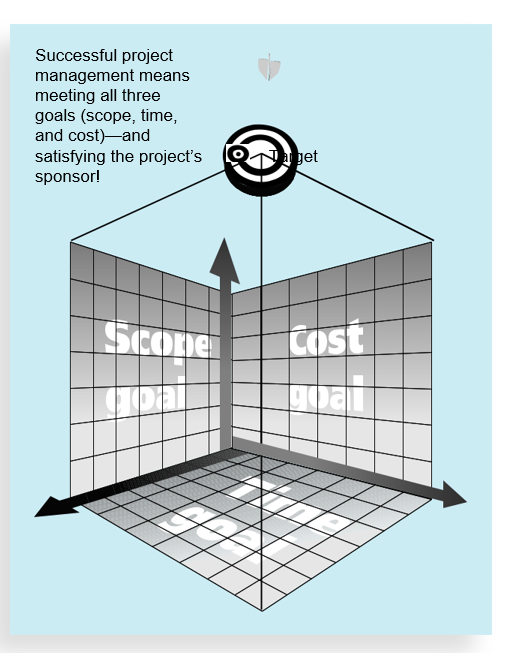 Successful project
management means
meeting all three
goals (scope, time,
and cost)—and
satisfying the project’s
sponsor!
Target
Scope
goal
Cost
goal
Time
goal